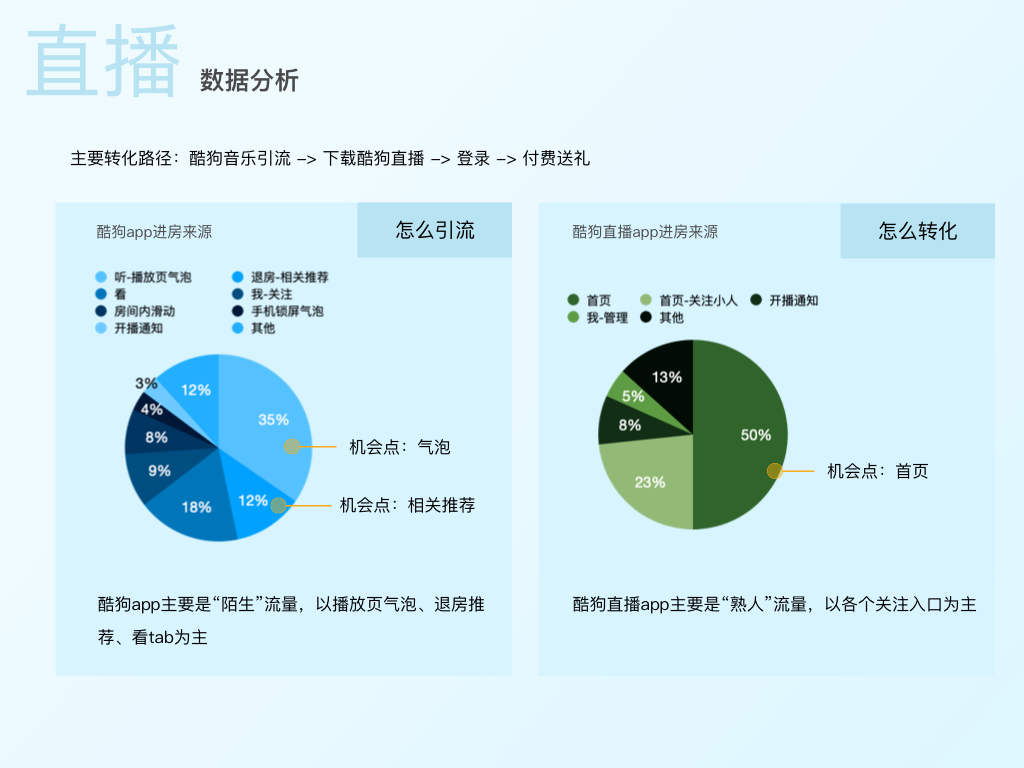 直播
数据分析
主要转化路径：酷狗音乐引流 –> 下载酷狗直播 –> 登录 –> 付费送礼
酷狗app进房来源
怎么引流
听-播放页气泡
退房-相关推荐
看
我-关注
房间内滑动
手机锁屏气泡
开播通知
其他
3%
12%
4%
35%
8%
9%
18%
12%
机会点：气泡
机会点：相关推荐
酷狗app主要是“陌生”流量，以播放页气泡、退房推
荐、看tab为主
酷狗直播app进房来源
怎么转化
首页
首页-关注小人
开播通知
我-管理
其他
13%
5%
8%
50%
23%
机会点：首页
酷狗直播app主要是“熟人”流量，以各个关注入口为主